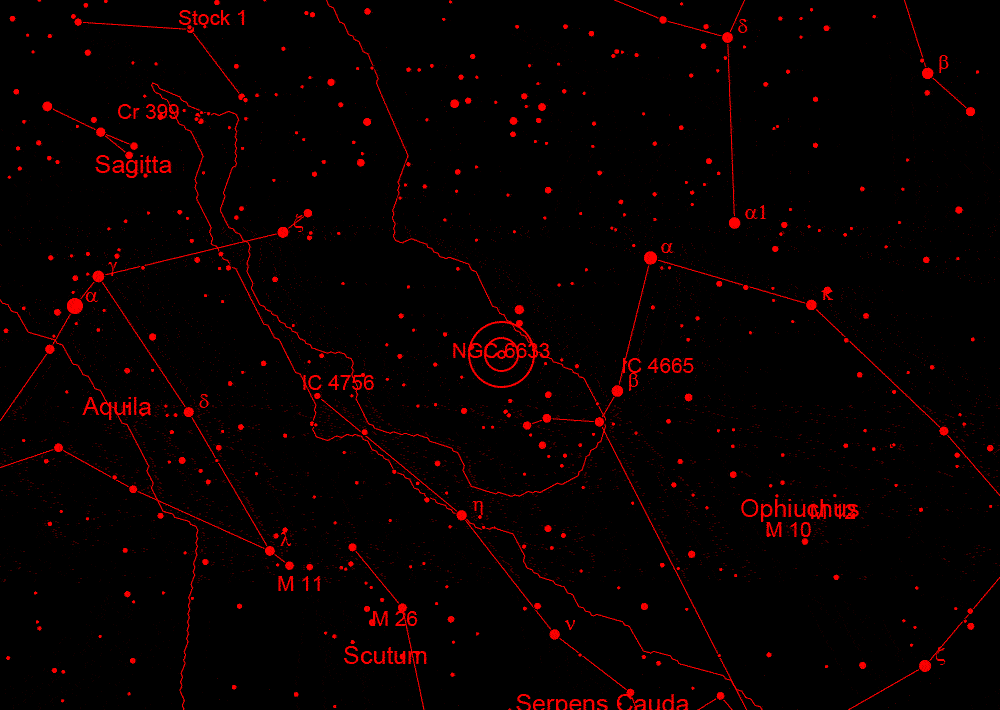 Stock 1
δ
β
Cr 399
Sagitta
α1
ζ
α
γ
α
κ
NGC 6633
IC 4665
IC 4756
β
Aquila
δ
η
Ophiuchus
M 10
λ
M 11
M 26
ν
Scutum
ζ
Serpens Cauda